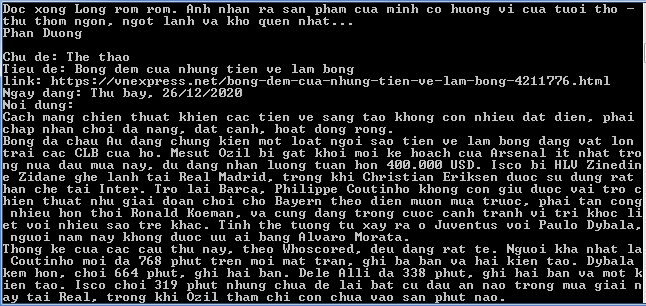 Doc xong Long rom rom. Anh nhan ra san pham cua minh co huong vi cua tuoi tho -
thu thom ngon, ngot lanh va kho quen nhat...
Phan Duong
Chu de: The thao
Tieu de: Bong dem cua nhung tien ve lam bong
link: https://vnexpress.net/bong-dem-cua-nhung-tien-ve-lam-bong-4211776.html
Ngay dang: Thu bay, 26/12/2020
Noi dung:
Cach mang chien thuat khien cac tien ve sang tao khong con nhieu dat dien, phai
chap nhan choi da nang, dat canh, hoat dong rong.
Bong da chau Au dang chung kien mot loat ngoi sao tien ve lam bong dang vat lon
trai cac CLB cua ho. Mesut Ozil bi gat khoi moi ke hoach cua Arsenal it nhat tro
ng nua dau mua nay, du dang nhan luong tuan hon 400.000 USD. Isco bi HLV Zinedin
e Zidane ghe lanh tai Real Madrid, trong khi Christian Eriksen duoc su dung rat
han che tai Inter. Tro lai Barca, Philippe Coutinho khong con giu duoc vai tro c
hien thuat nhu giai doan choi cho Bayern theo dien muon mua truoc, phai tan cong
nhieu hon thoi Ronald Koeman, va cung dang trong cuoc canh tranh vi tri khoc li
et voi nhieu sao tre khac. Tinh the tuong tu xay ra o Juventus voi Paulo Dybala,
nguoi nam nay khong duoc uu ai bang Alvaro Morata.
Thong ke cua cac cau thu nay, theo Whoscored, deu dang rat te. Nguoi kha nhat la
Coutinho moi da 768 phut tren moi mat tran, ghi ba ban va hai kien tao. Dybala
kem hon, choi 664 phut, ghi hai ban. Dele Alli da 338 phut, ghi hai ban va mot k
ien tao. Isco choi 319 phut nhung chua de lai bat cu dau an nao trong mua giai n
ay tai Real, trong khi Ozil tham chi con chua vao san phut nao.